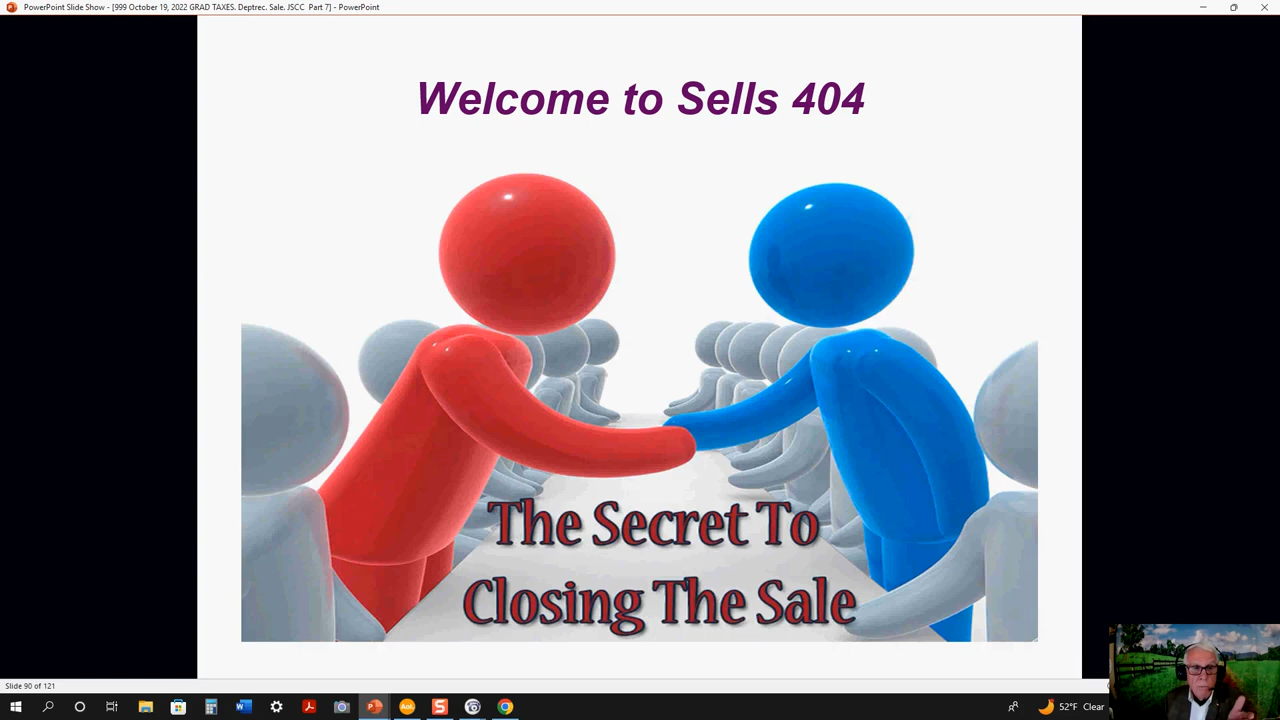 PowerPoint Slide Show - [999 October 19, 2022 GRAD TAXES. Deptrec. Sale. JSCC  Part 7] - PowerPoint
Welcome to Sells 404
The Secret To
Closing The Sale
Slide 90 of 121
52°F Clear